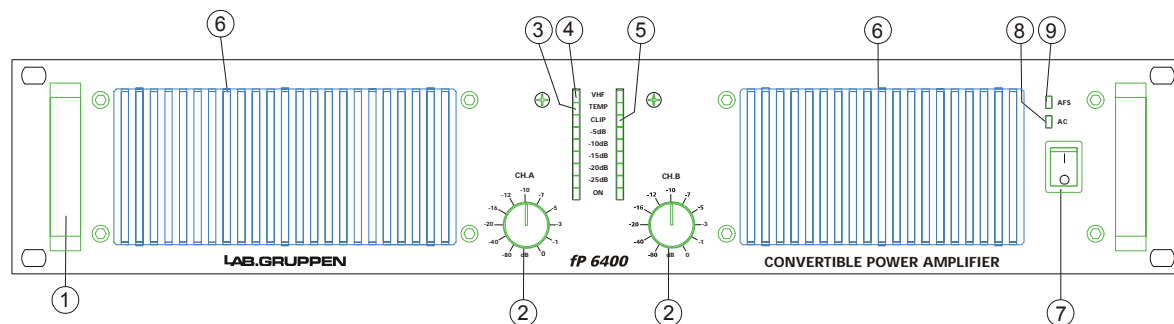 6
3
4
5
6
8
9
VHF
TEMP
CLIP
-5dB
-10dB
-15dB
-20dB
-25dB
ON
AFS
AC
CH.A
-10
-12
-7
-16
-5
-20
-3
-40
-1
-80
dB
0
CH.B
-10
-12
-7
-16
-5
-20
-3
-40
-1
-80
dB
0
LAB.GRUPPEN
fP 6400
CONVERTIBLE POWER AMPLIFIER
1
2
2
7